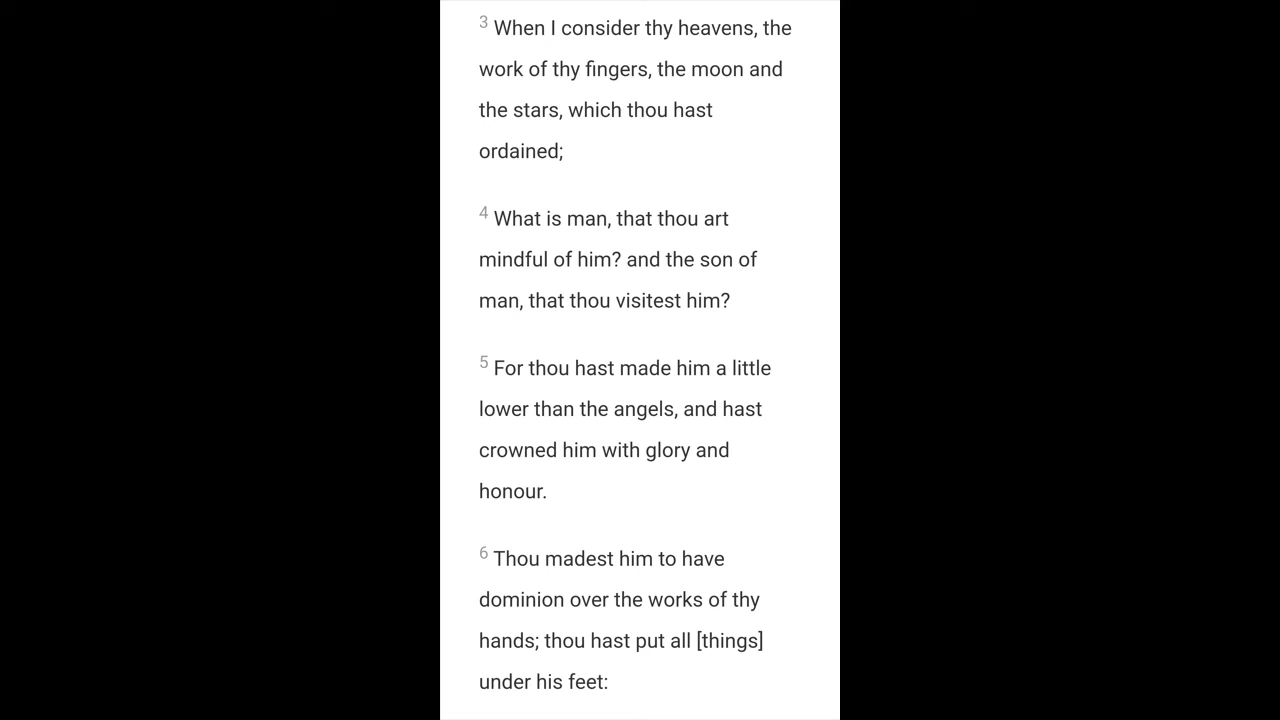 3 When I consider thy heavens, the
work of thy fingers, the moon and
the stars, which thou hast
ordained;
4 What is man, that thou art
mindful of him? and the son of
man, that thou visitest him?
5 For thou hast made him a little
lower than the angels, and hast
crowned him with glory and
honour.
6 Thou madest him to have
dominion over the works of thy
hands; thou hast put all [things]
under his feet: